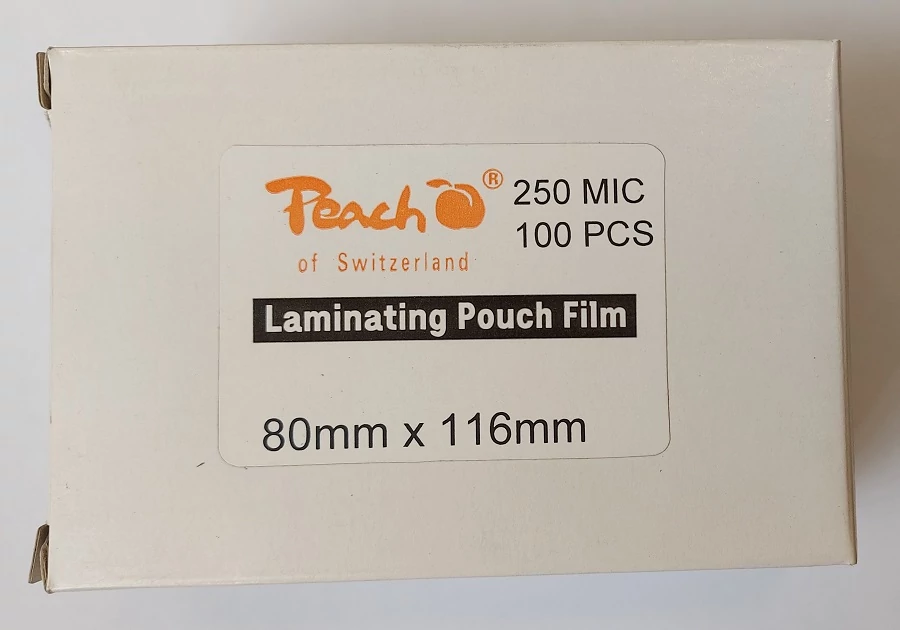 Peach ®
250 MIC
100 PCS
of Switzerland
Laminating Pouch Film
80mm x 116mm